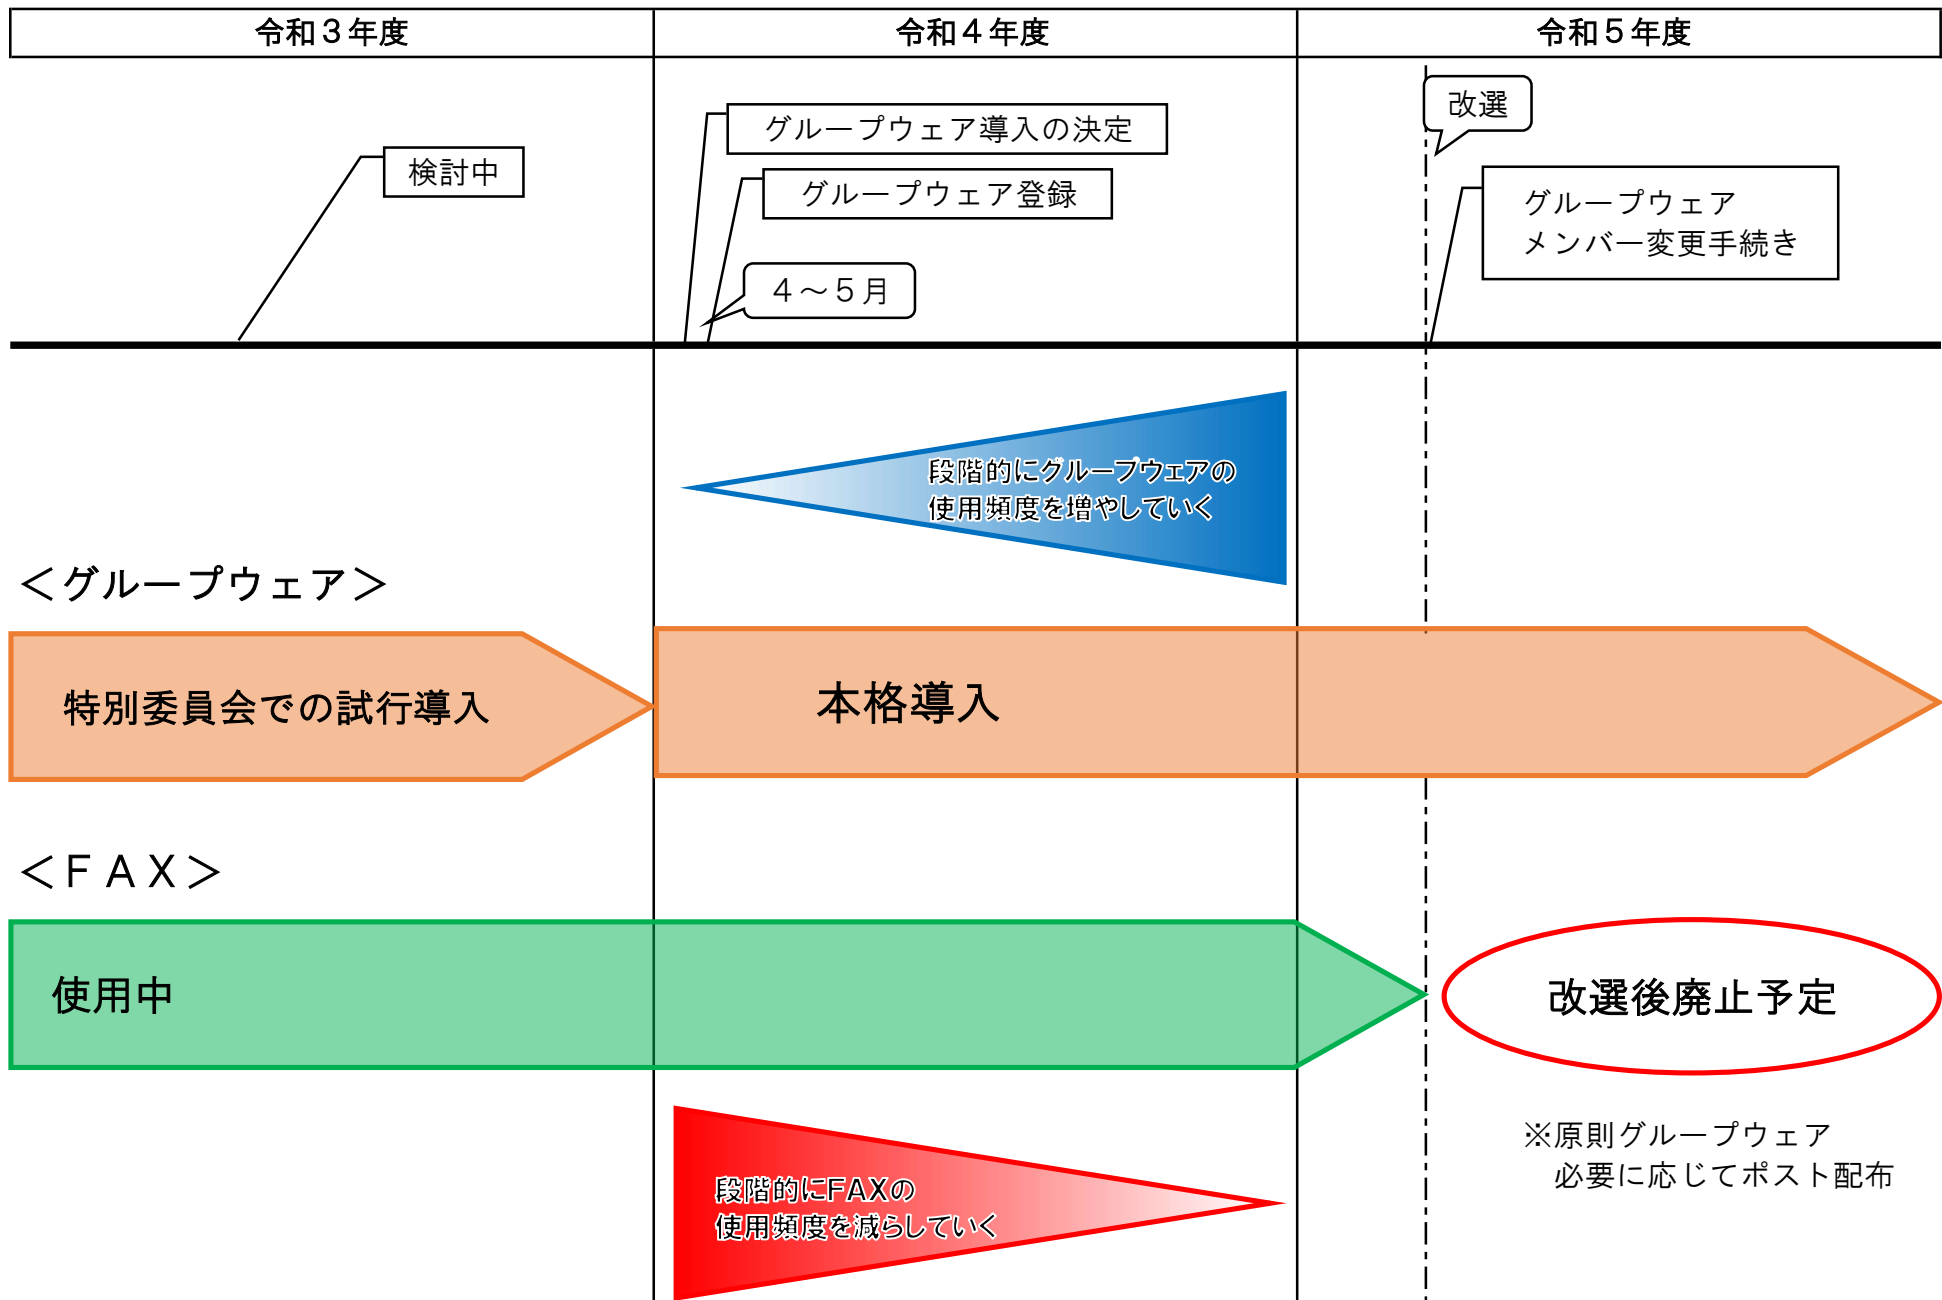 令和３年度
令和４年度
令和５年度
検討中
グループウェア導入の決定
グループウェア登録
４～５月
改選
グループウェア
メンバー変更手続き
段階的にグループウェアの
使用頻度を増やしていく
＜グループウェア＞
特別委員会での試行導入
本格導入
＜ＦＡＸ＞
使用中
改選後廃止予定
段階的にFAXの
使用頻度を減らしていく
※原則グループウェア
必要に応じてポスト配布